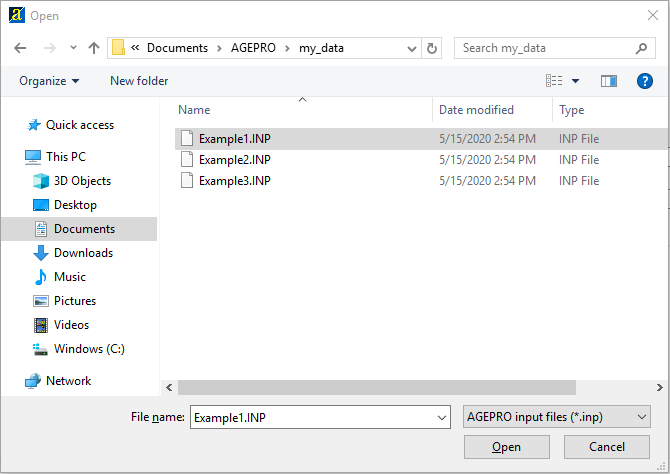 Open
« Documents > AGEPRO > my_data
Search my_data
Organize New folder
Name Date modified Type
Quick access
This PC
3D Objects
Desktop
Documents
Downloads
Music
Pictures
Videos
Windows (C:)
Network
Example1.INP 5/15/2020 2:54 PM INP File
Example2.INP 5/15/2020 2:54 PM INP File
Example3.INP 5/15/2020 2:54 PM INP File
File name: Example1.INP AGEPRO input files (*.inp)
Open Cancel